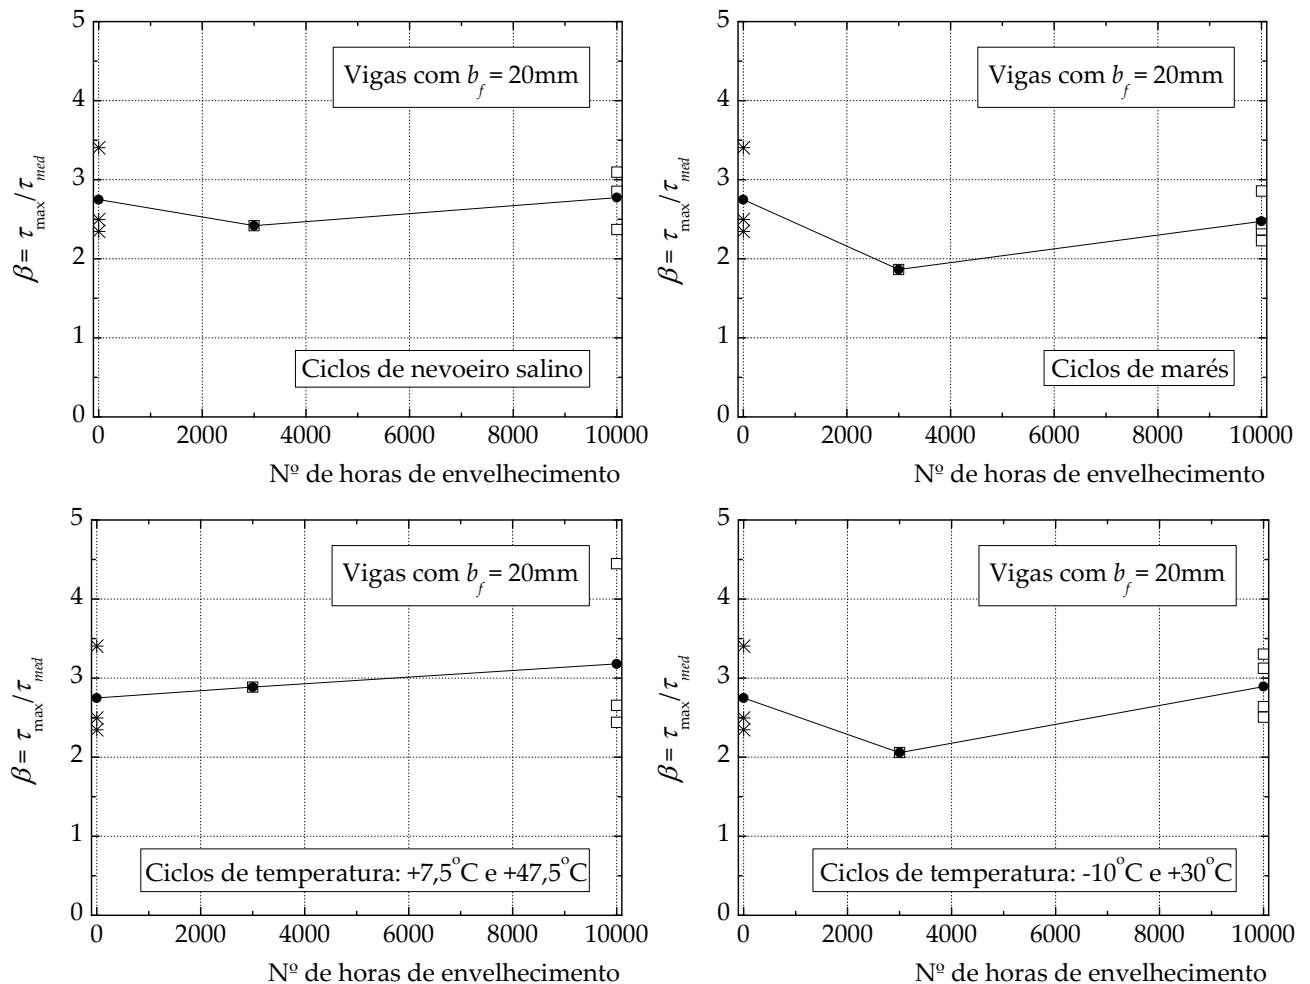 5
4
3
2
1
0
β = τmax/τmed
Vigas com bf = 20mm
Ciclos de nevoeiro salino
0 2000 4000 6000 8000 10000
Nº de horas de envelhecimento
5
4
3
2
1
0
β = τmax/τmed
Vigas com bf = 20mm
Ciclos de marés
0 2000 4000 6000 8000 10000
Nº de horas de envelhecimento
5
4
3
2
1
0
β = τmax/τmed
Vigas com bf = 20mm
Ciclos de temperatura: +7,5°C e +47,5°C
0 2000 4000 6000 8000 10000
Nº de horas de envelhecimento
5
4
3
2
1
0
β = τmax/τmed
Vigas com bf = 20mm
Ciclos de temperatura: -10°C e +30°C
0 2000 4000 6000 8000 10000
Nº de horas de envelhecimento